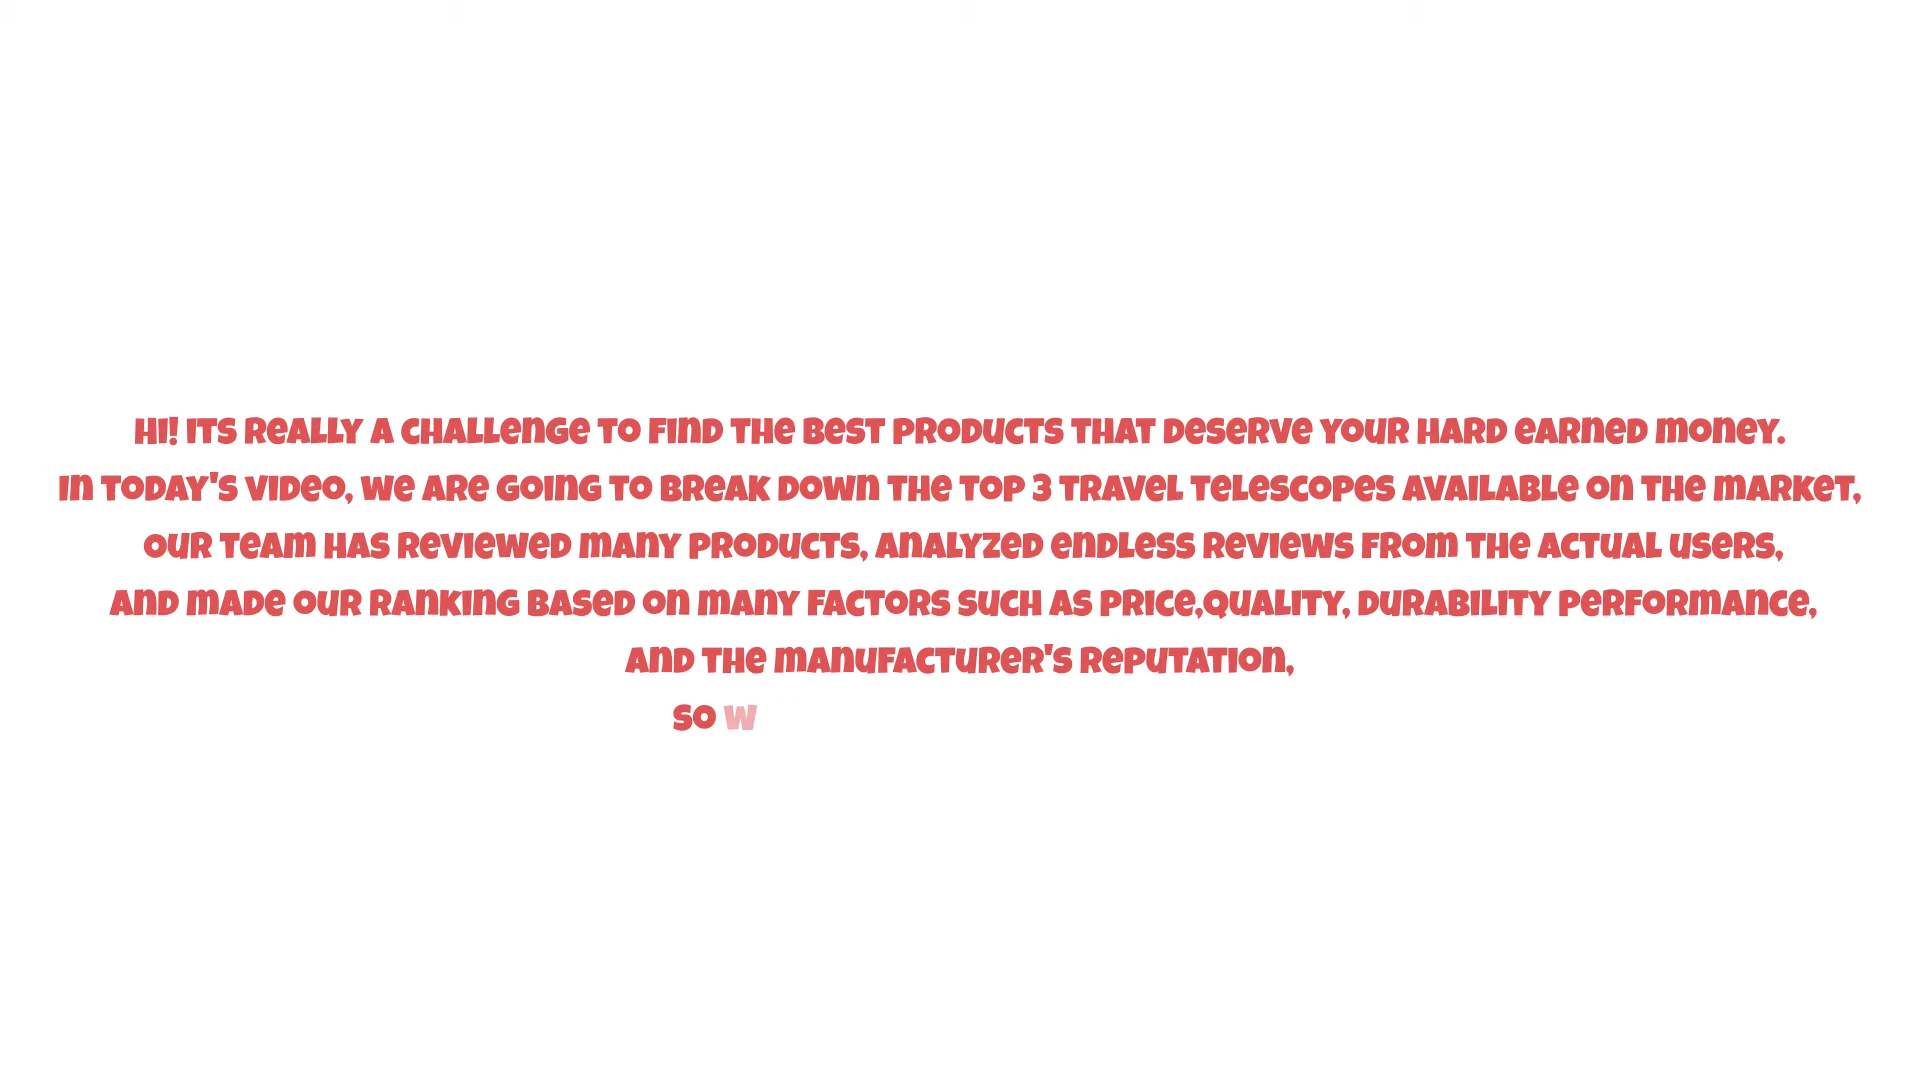 Hi! Its really a challenge to find the best products that deserve your hard earned money.
In today's video, we are going to break down the top 3 travel telescopes available on the market,
our team has reviewed many products, analyzed endless reviews from the actual users,
and made our ranking based on many factors such as price,quality, durability performance,
and the manufacturer's reputation,
so w